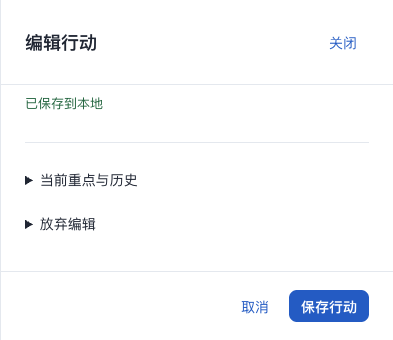 编辑行动
关闭
已保存到本地
当前重点与历史
放弃编辑
取消
保存行动